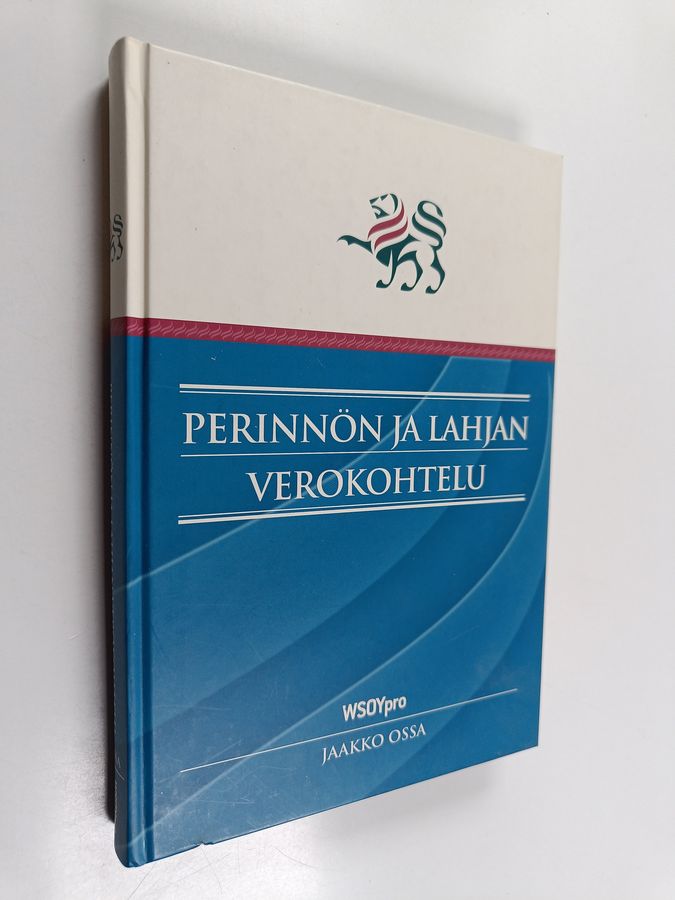 PERINNÖN JA LAHJAN
VEROKOHTELU
WSOYpro
JAAKKO OSSA